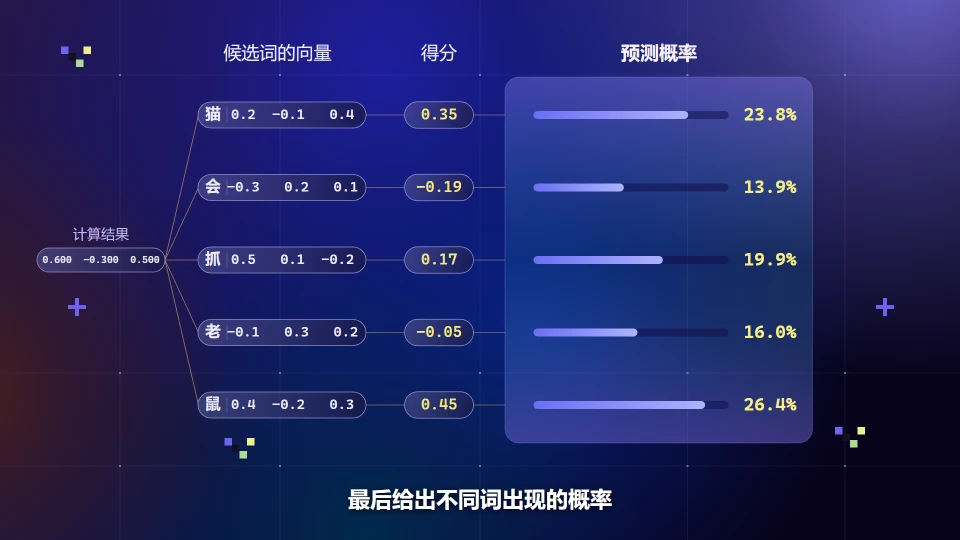 候选词的向量 得分 预测概率
猫 0.2 −0.1 0.4 0.35 23.8%
会 −0.3 0.2 0.1 −0.19 13.9%
计算结果
0.600 −0.300 0.500
抓 0.5 0.1 −0.2 0.17 19.9%
老 −0.1 0.3 0.2 −0.05 16.0%
鼠 0.4 −0.2 0.3 0.45 26.4%
最后给出不同词出现的概率